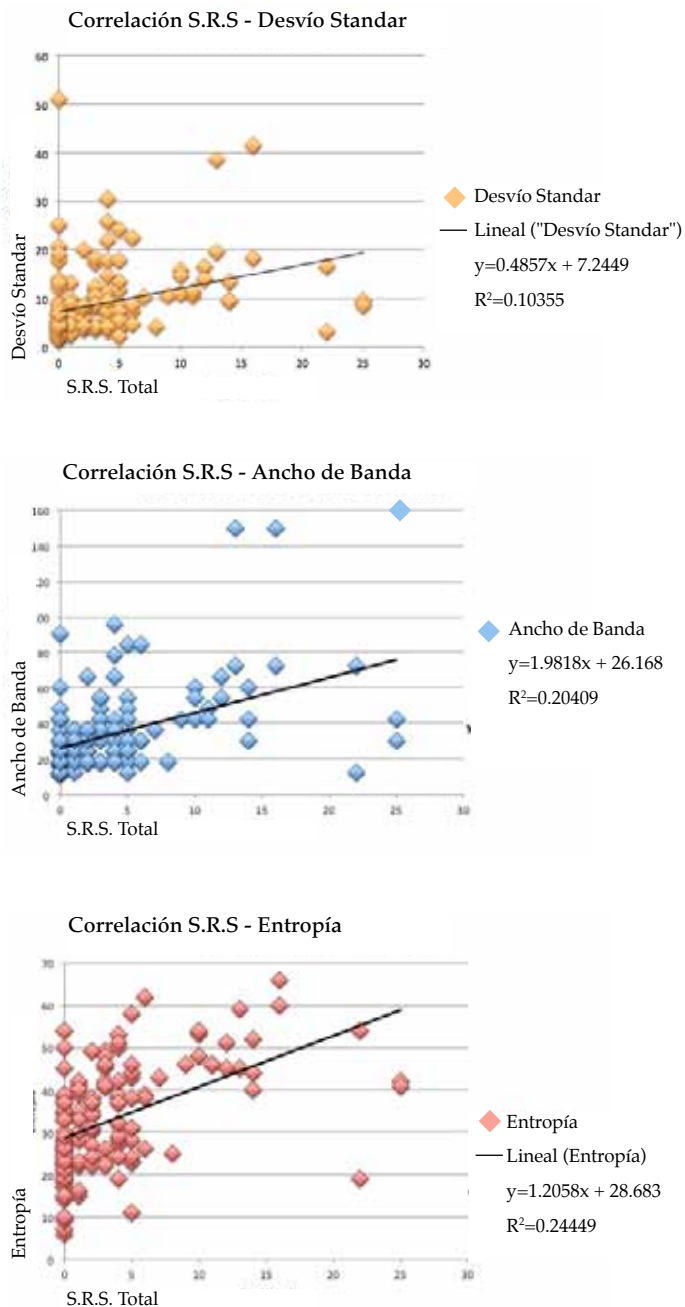 Correlación S.R.S - Desvío Standar
60
50
40
30
20
10
0
Desvío Standar
0 5 10 15 20 25 30
S.R.S. Total
Desvío Standar
Lineal ("Desvío Standar")
y=0.4857x + 7.2449
R²=0.10355
Correlación S.R.S - Ancho de Banda
160
140
20
00
80
60
40
20
0
Ancho de Banda
0 5 10 15 20 25 30
S.R.S. Total
Ancho de Banda
y=1.9818x + 26.168
R²=0.20409
Correlación S.R.S - Entropía
70
60
50
40
30
20
10
0
Entropía
0 5 10 15 20 25 30
S.R.S. Total
Entropía
Lineal (Entropía)
y=1.2058x + 28.683
R²=0.24449